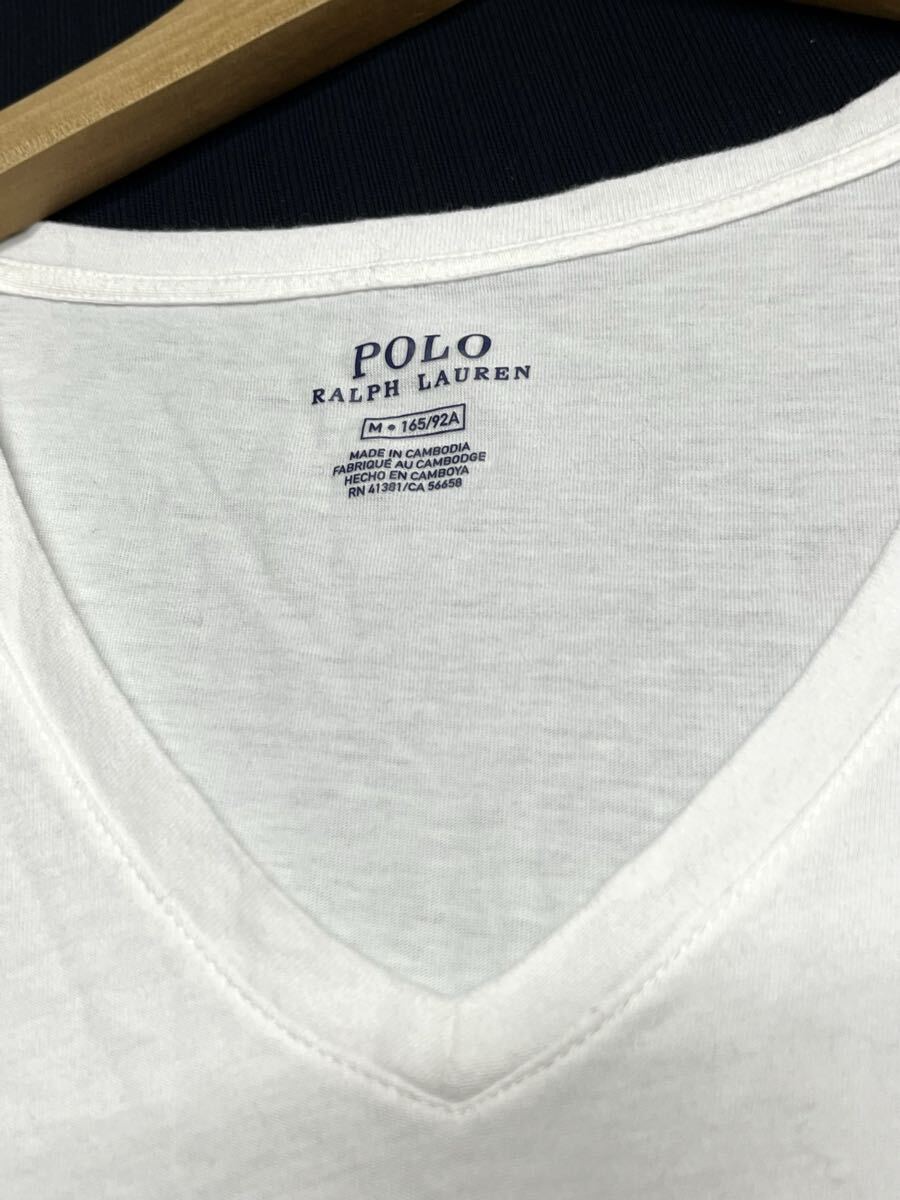 POLO
RALPH LAUREN
M • 165/92A
MADE IN CAMBODIA
FABRIQUÉ AU CAMBODGE
HECHO EN CAMBOYA
RN 41381/CA 56658